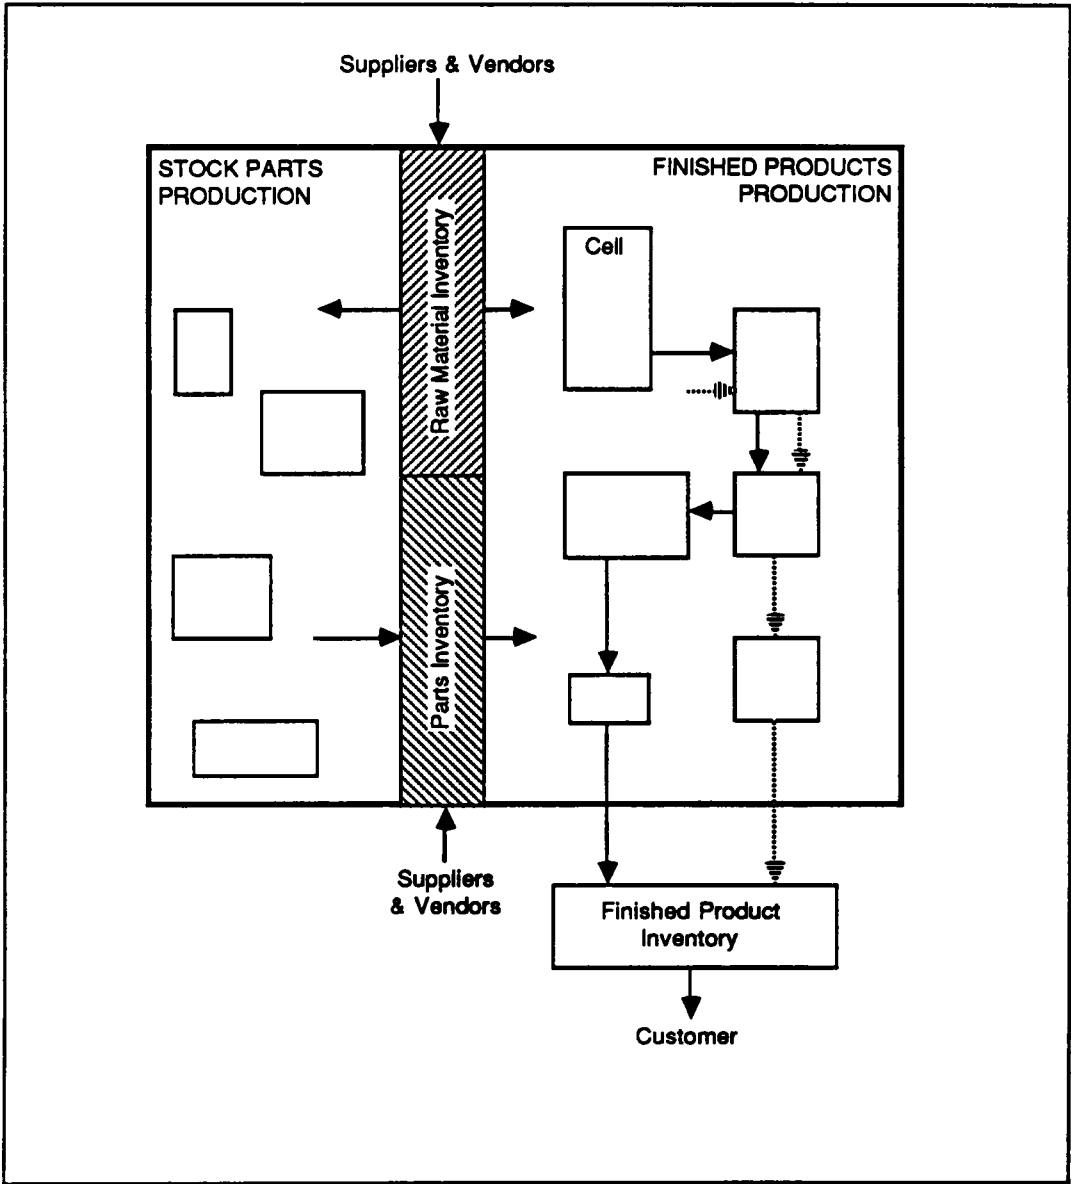 Suppliers & Vendors
STOCK PARTS
PRODUCTION
FINISHED PRODUCTS
PRODUCTION
Raw Material Inventory
Cell
Parts Inventory
Suppliers
& Vendors
Finished Product
Inventory
Customer